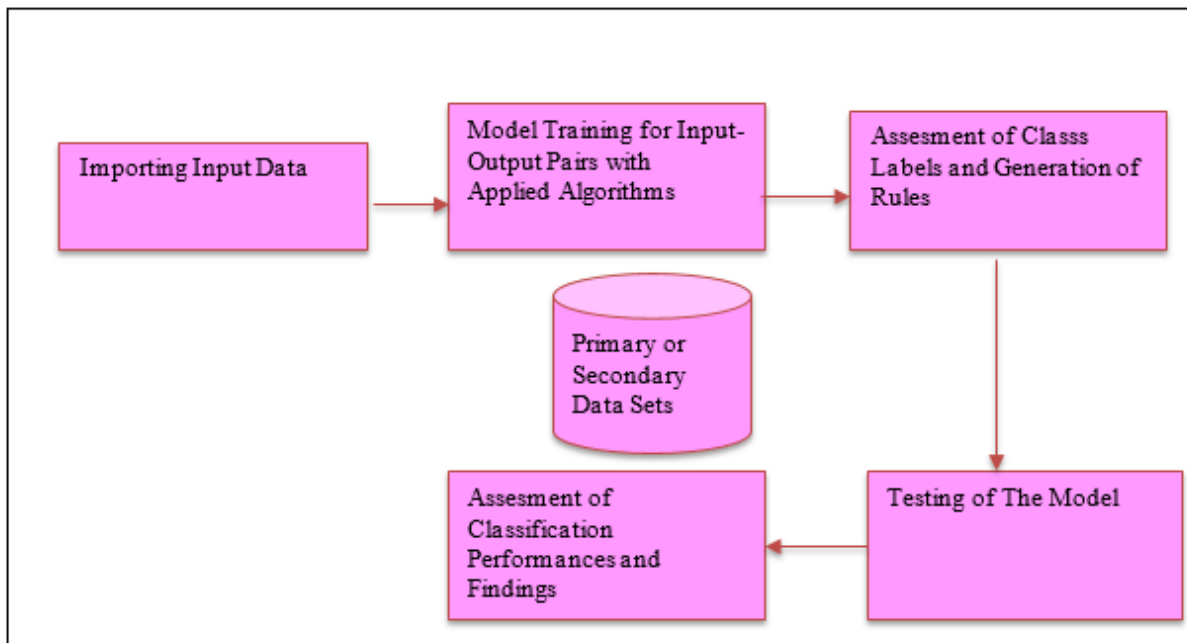 Importing Input Data
Model Training for Input-
Output Pairs with
Applied Algorithms
Assesment of Classs
Labels and Generation of
Rules
Primary or
Secondary
Data Sets
Testing of The Model
Assesment of
Classification
Performances and
Findings